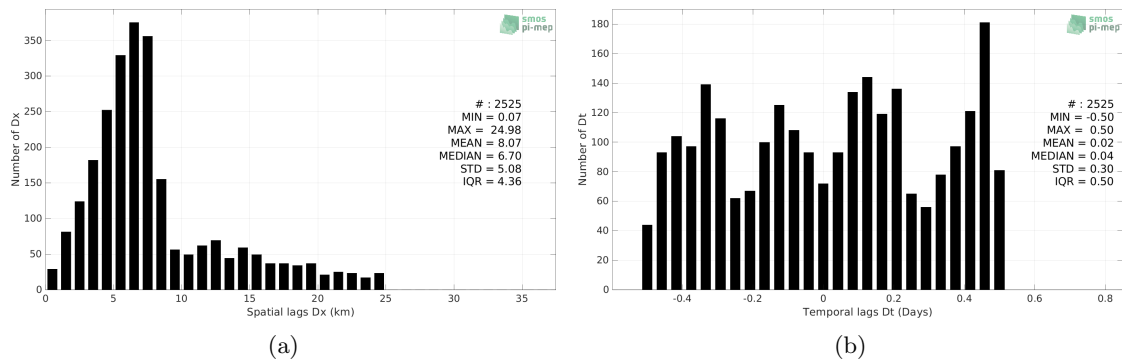 350
300
250
200
150
100
50
0
Number of Dx
0 5 10 15 20 25 30 35
Spatial lags Dx (km)
smos
pi-mep
# : 2525
MIN = 0.07
MAX = 24.98
MEAN = 8.07
MEDIAN = 6.70
STD = 5.08
IQR = 4.36
(a)
180
160
140
120
100
80
60
40
20
0
Number of Dt
-0.4 -0.2 0 0.2 0.4 0.6 0.8
Temporal lags Dt (Days)
smos
pi-mep
# : 2525
MIN = -0.50
MAX = 0.50
MEAN = 0.02
MEDIAN = 0.04
STD = 0.30
IQR = 0.50
(b)